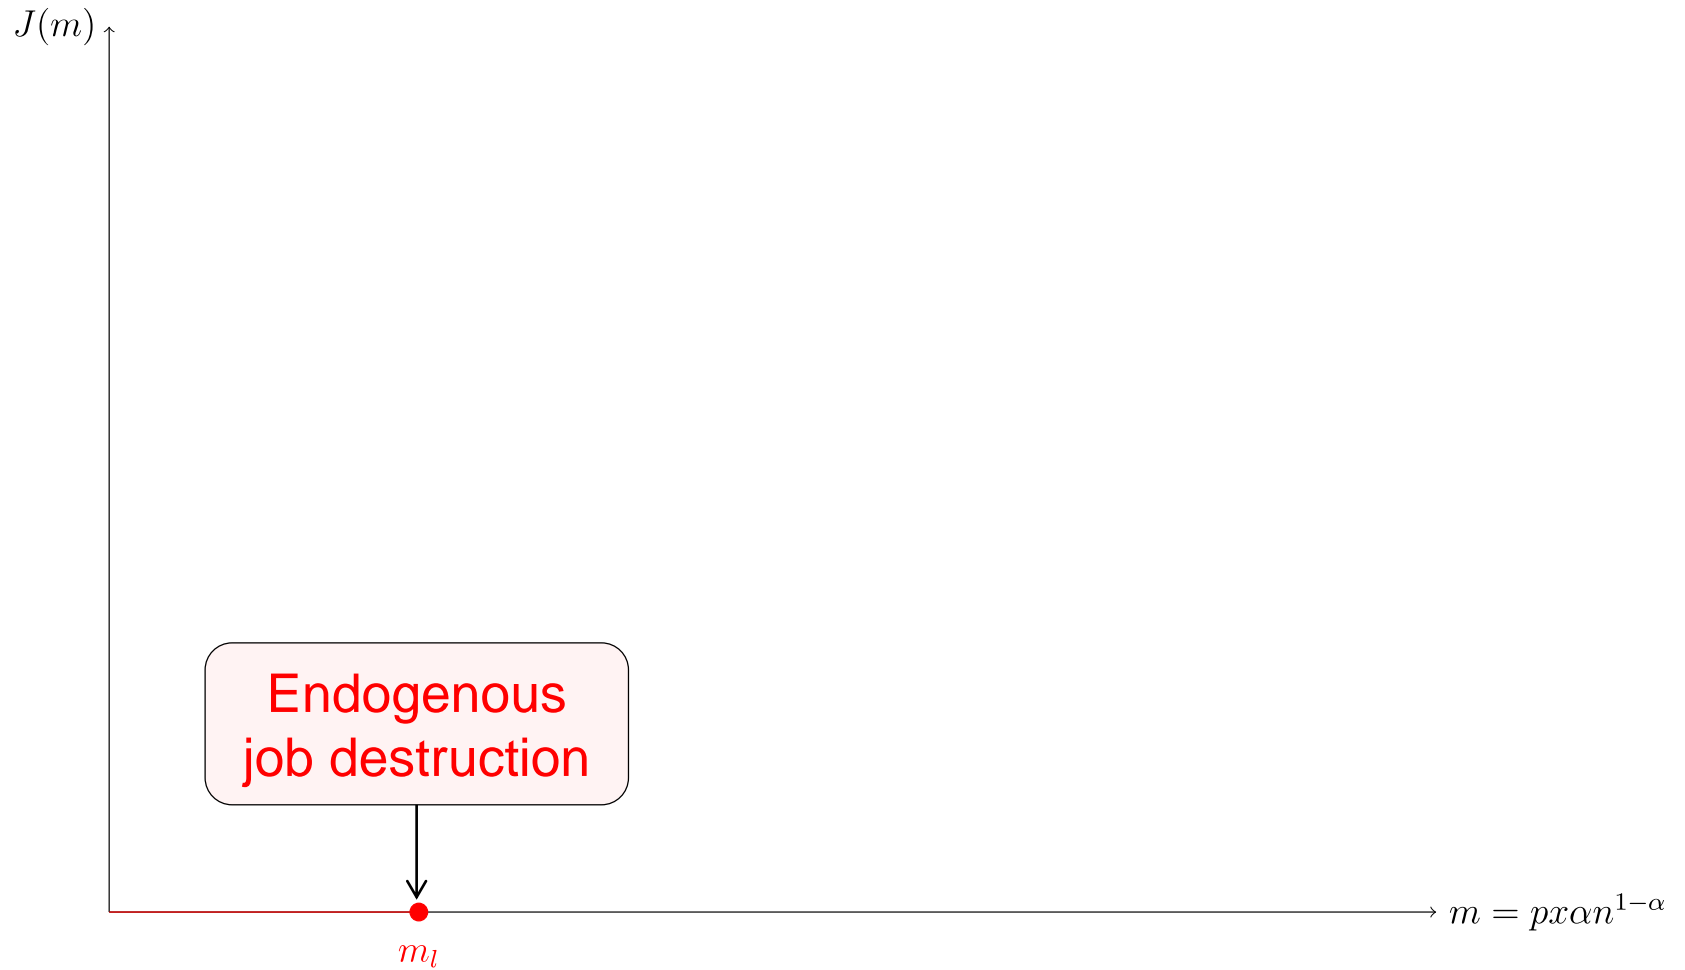 J(m)
Endogenous
job destruction
m = pxαn^{1−α}
m_l